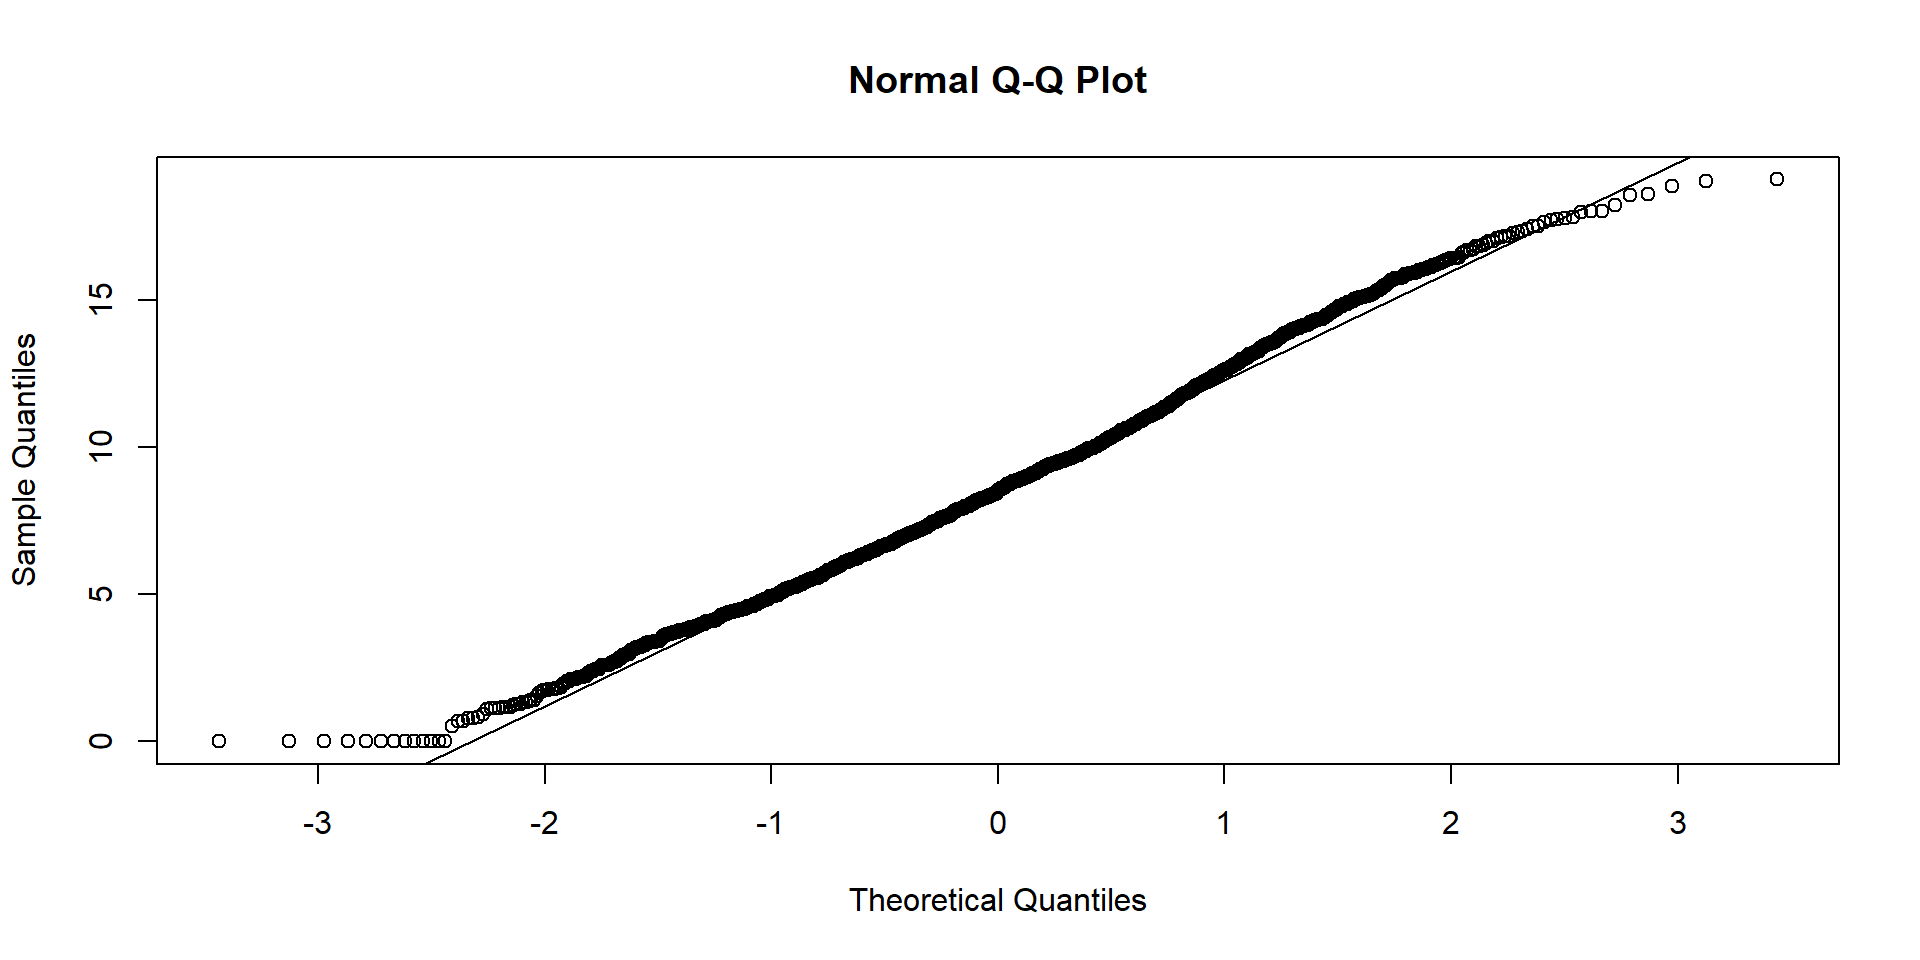 Normal Q-Q Plot
Sample Quantiles
15
10
5
0
-3 -2 -1 0 1 2 3
Theoretical Quantiles